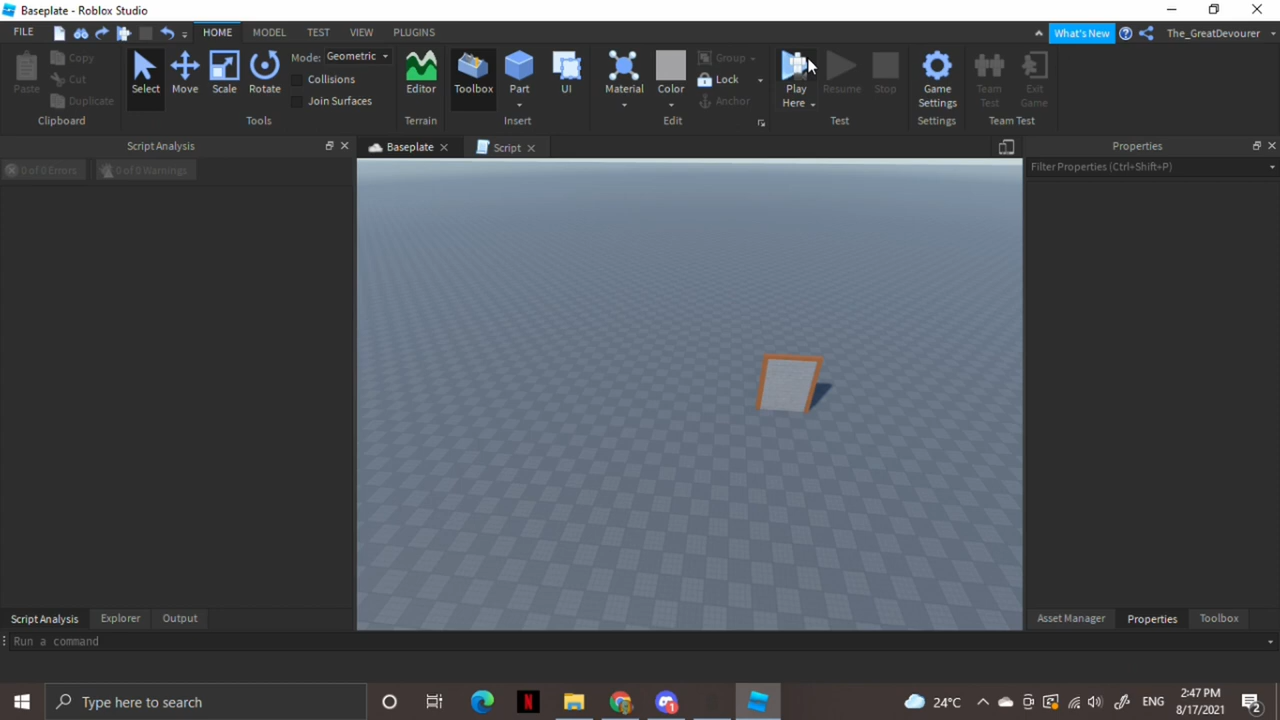 Baseplate - Roblox Studio
FILE HOME MODEL TEST VIEW PLUGINS What's New The_GreatDevourer
Paste Copy Cut Duplicate Clipboard
Select Move Scale Rotate Mode: Geometric Collisions Join Surfaces Tools
Editor Terrain
Toolbox Part UI Insert
Material Color Group Lock Anchor Edit
Play Here Resume Stop Test
Game Settings Settings
Team Test Exit Game Team Test
Script Analysis
0 of 0 Errors 0 of 0 Warnings
Baseplate Script
Properties
Filter Properties (Ctrl+Shift+P)
Script Analysis Explorer Output
Asset Manager Properties Toolbox
Run a command
Type here to search
N
1
24°C
ENG
2:47 PM
8/17/2021
2